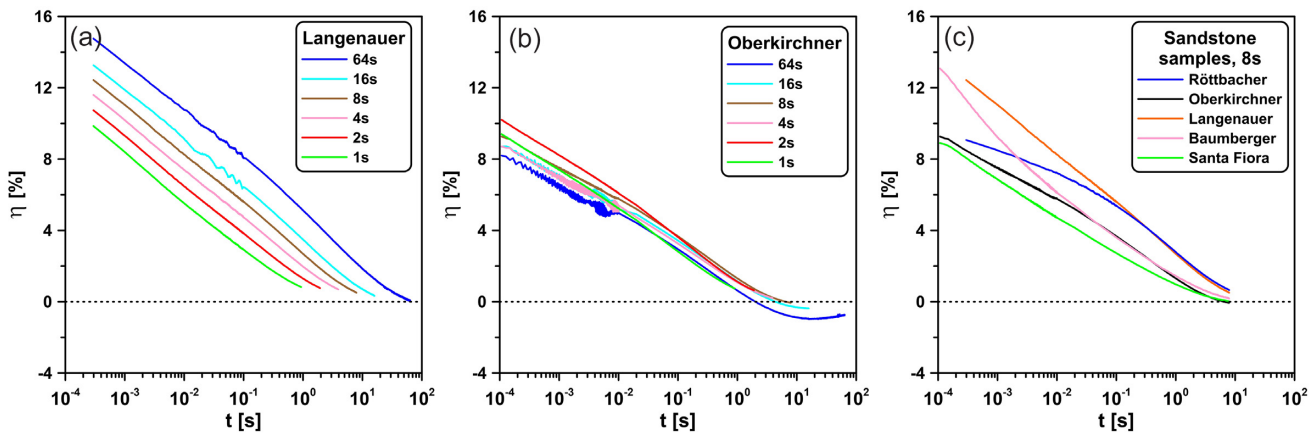 (a)
Langenauer
64s
16s
8s
4s
2s
1s
16
12
8
4
0
-4
η [%]
10⁻⁴ 10⁻³ 10⁻² 10⁻¹ 10⁰ 10¹ 10²
t [s]
(b)
Oberkirchner
64s
16s
8s
4s
2s
1s
16
12
8
4
0
-4
η [%]
10⁻⁴ 10⁻³ 10⁻² 10⁻¹ 10⁰ 10¹ 10²
t [s]
(c)
Sandstone
samples, 8s
Röttbacher
Oberkirchner
Langenauer
Baumberger
Santa Fiora
16
12
8
4
0
-4
η [%]
10⁻⁴ 10⁻³ 10⁻² 10⁻¹ 10⁰ 10¹ 10²
t [s]